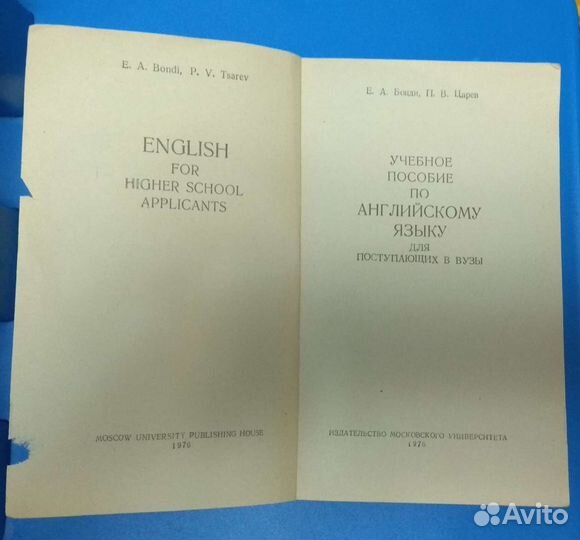 E. A. Bondi, P. V. Tsarev
ENGLISH
FOR
HIGHER SCHOOL
APPLICANTS
MOSCOW UNIVERSITY PUBLISHING HOUSE
1976
Е. А. Бонди, П. В. Царев
УЧЕБНОЕ
ПОСОБИЕ
ПО
АНГЛИЙСКОМУ
ЯЗЫКУ
ДЛЯ
ПОСТУПАЮЩИХ В ВУЗЫ
ИЗДАТЕЛЬСТВО МОСКОВСКОГО УНИВЕРСИТЕТА
1976
Avito